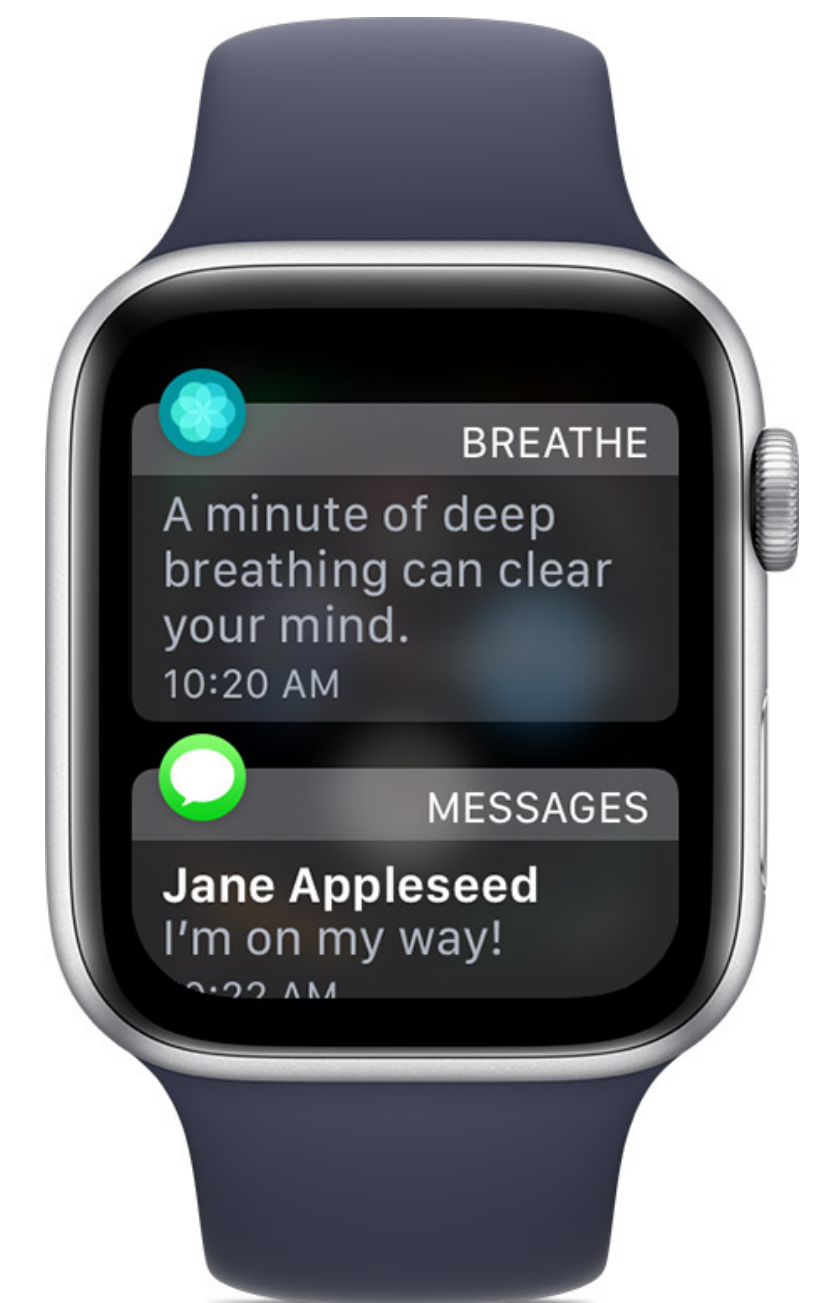 BREATHE
A minute of deep
breathing can clear
your mind.
10:20 AM
MESSAGES
Jane Appleseed
I’m on my way!